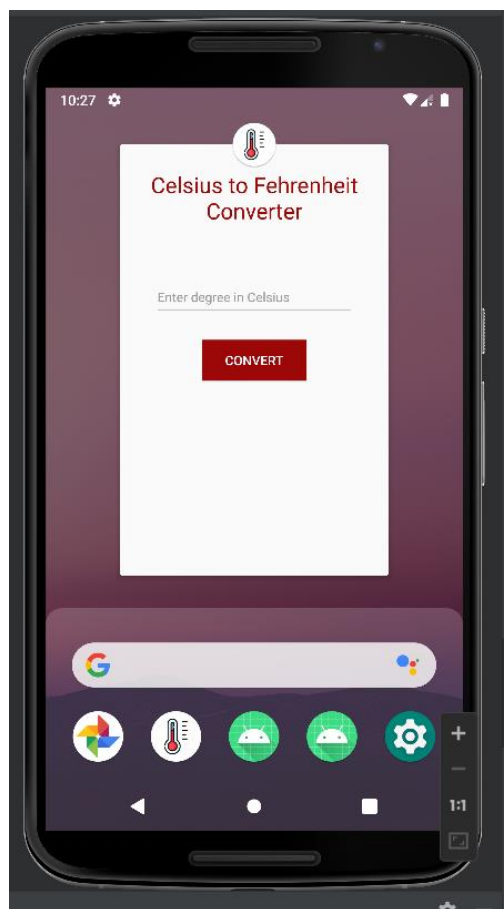 10:27
Celsius to Fehrenheit
Converter
Enter degree in Celsius
CONVERT
G
1:1